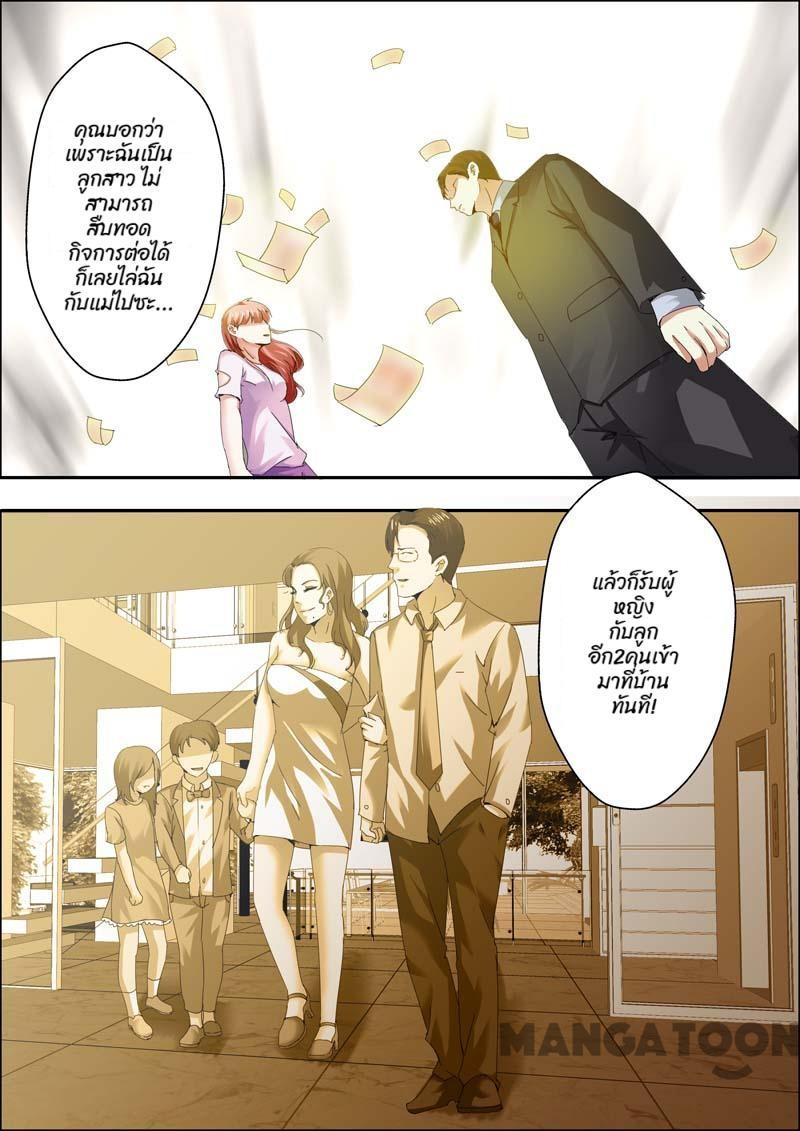 คุณบอกว่า
เพราะฉันเป็น
ลูกสาว ไม่
สามารถ
สืบทอด
กิจการต่อได้
ก็เลยไล่ฉัน
กับแม่ไปซะ...
แล้วก็รับผู้
หญิง
กับลูก
อีก2คนเข้า
มาที่บ้าน
ทันที!
MANGATOON